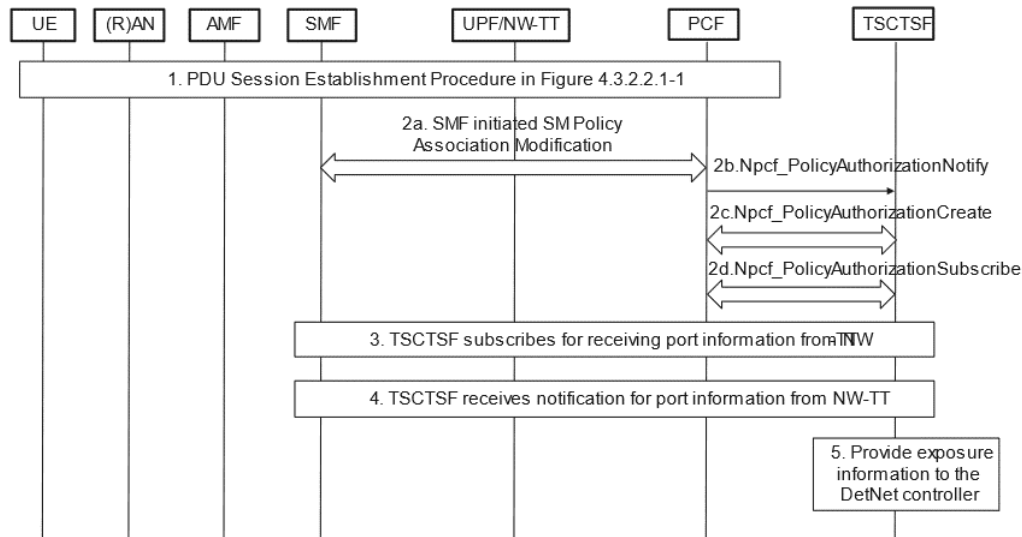 UE (R)AN AMF SMF UPF/NW-TT PCF TSCTSF
1. PDU Session Establishment Procedure in Figure 4.3.2.2.1-1
2a. SMF initiated SM Policy
Association Modification
2b.Npcf_PolicyAuthorizationNotify
2c.Npcf_PolicyAuthorizationCreate
2d.Npcf_PolicyAuthorizationSubscribe
3. TSCTSF subscribes for receiving port information from NW-TT
4. TSCTSF receives notification for port information from NW-TT
5. Provide exposure
information to the
DetNet controller